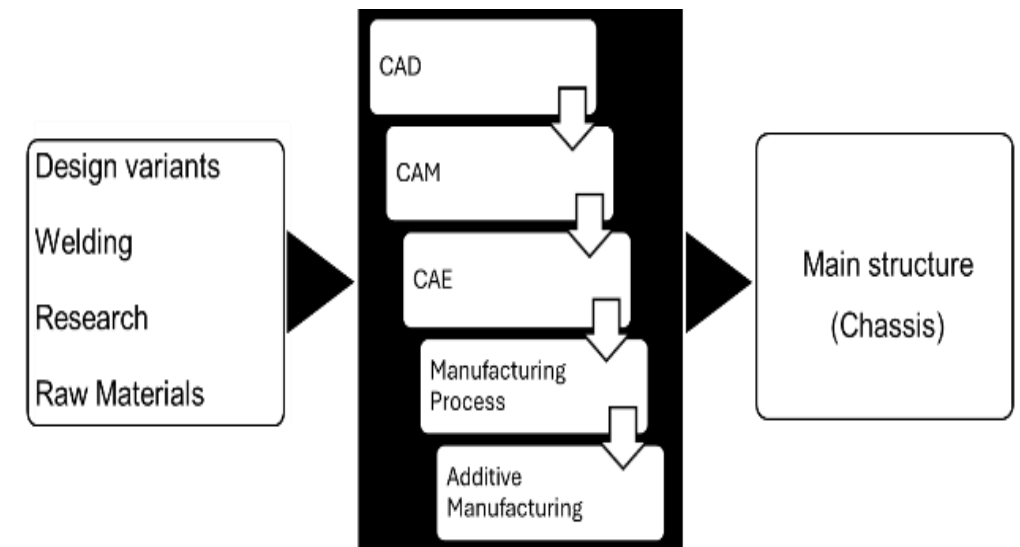 Design variants
Welding
Research
Raw Materials
CAD
CAM
CAE
Manufacturing
Process
Additive
Manufacturing
Main structure
(Chassis)